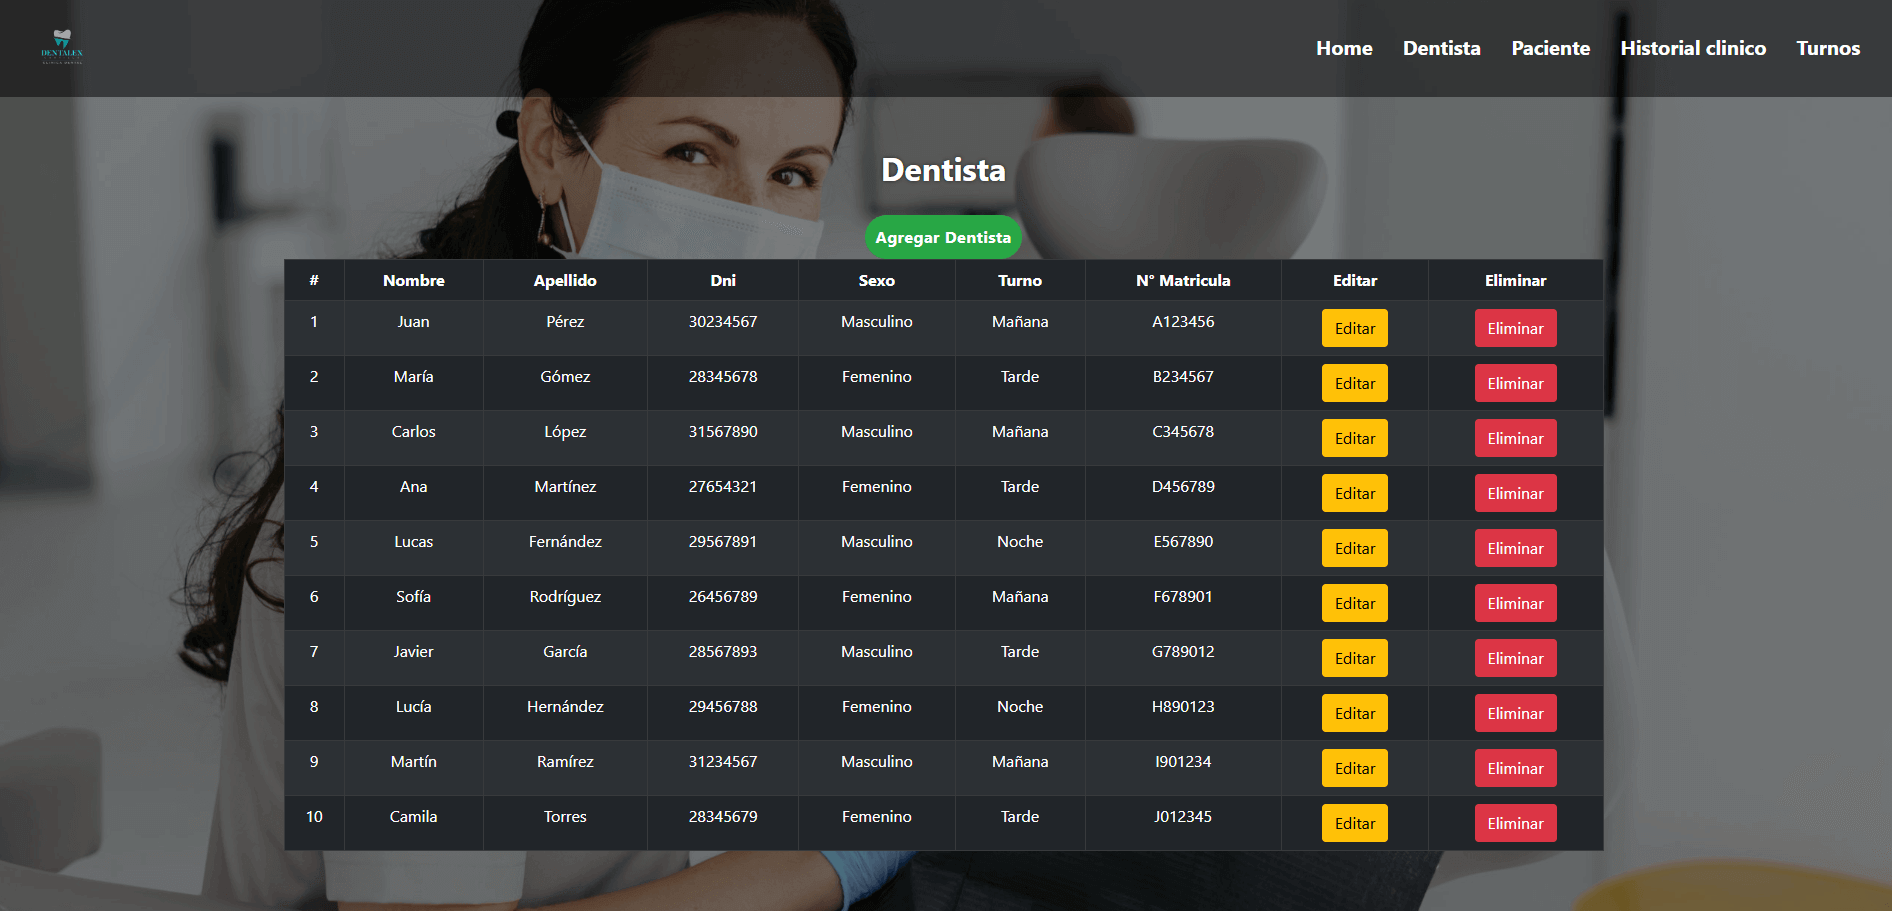 DENTALEX
Home Dentista Paciente Historial clinico Turnos
Dentista
Agregar Dentista
# Nombre Apellido Dni Sexo Turno N° Matricula Editar Eliminar
1 Juan Pérez 30234567 Masculino Mañana A123456 Editar Eliminar
2 María Gómez 28345678 Femenino Tarde B234567 Editar Eliminar
3 Carlos López 31567890 Masculino Mañana C345678 Editar Eliminar
4 Ana Martínez 27654321 Femenino Tarde D456789 Editar Eliminar
5 Lucas Fernández 29567891 Masculino Noche E567890 Editar Eliminar
6 Sofía Rodríguez 26456789 Femenino Mañana F678901 Editar Eliminar
7 Javier García 28567893 Masculino Tarde G789012 Editar Eliminar
8 Lucía Hernández 29456788 Femenino Noche H890123 Editar Eliminar
9 Martín Ramírez 31234567 Masculino Mañana I901234 Editar Eliminar
10 Camila Torres 28345679 Femenino Tarde J012345 Editar Eliminar